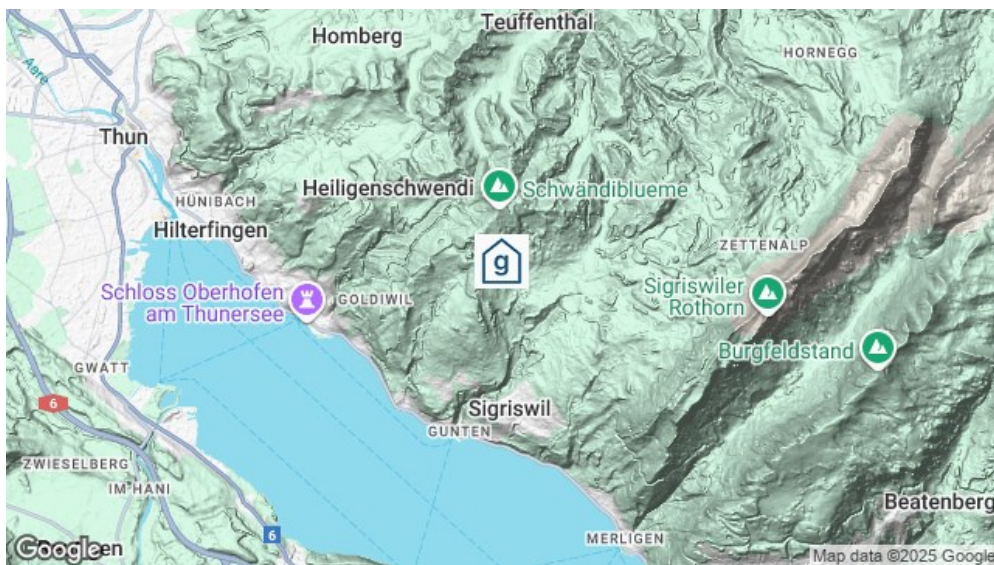 Teuffenthal
Homberg
HORNEGG
Aare
Thun
Heiligenschwendi
Schwändiblueme
HÜNIBACH
Hilterfingen
ZETTENALP
g
Schloss Oberhofen
am Thunersee
GOLDIWIL
Sigriswiler
Rothorn
Burgfeldstand
GWATT
6
Sigriswil
GUNTEN
ZWIESELBERG
IM HANI
Beatenberg
6
MERLIGEN
Google
Map data ©2025 Google